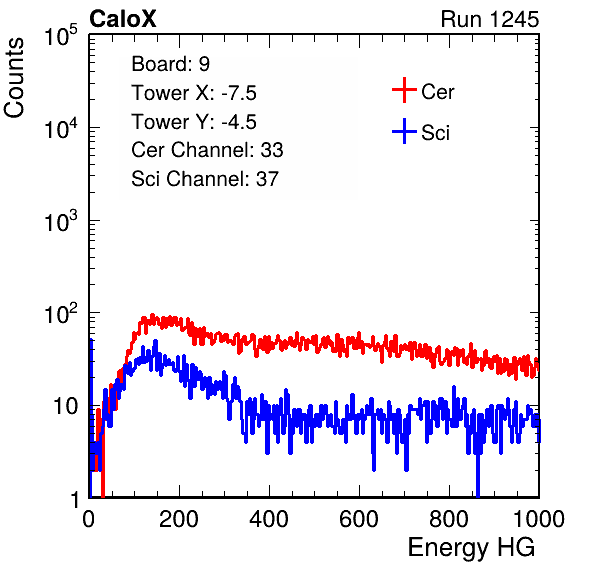 CaloX Run 1245
Counts
10^5
10^4
10^3
10^2
10
1
Board: 9
Tower X: -7.5
Tower Y: -4.5
Cer Channel: 33
Sci Channel: 37
Cer
Sci
0 200 400 600 800 1000
Energy HG